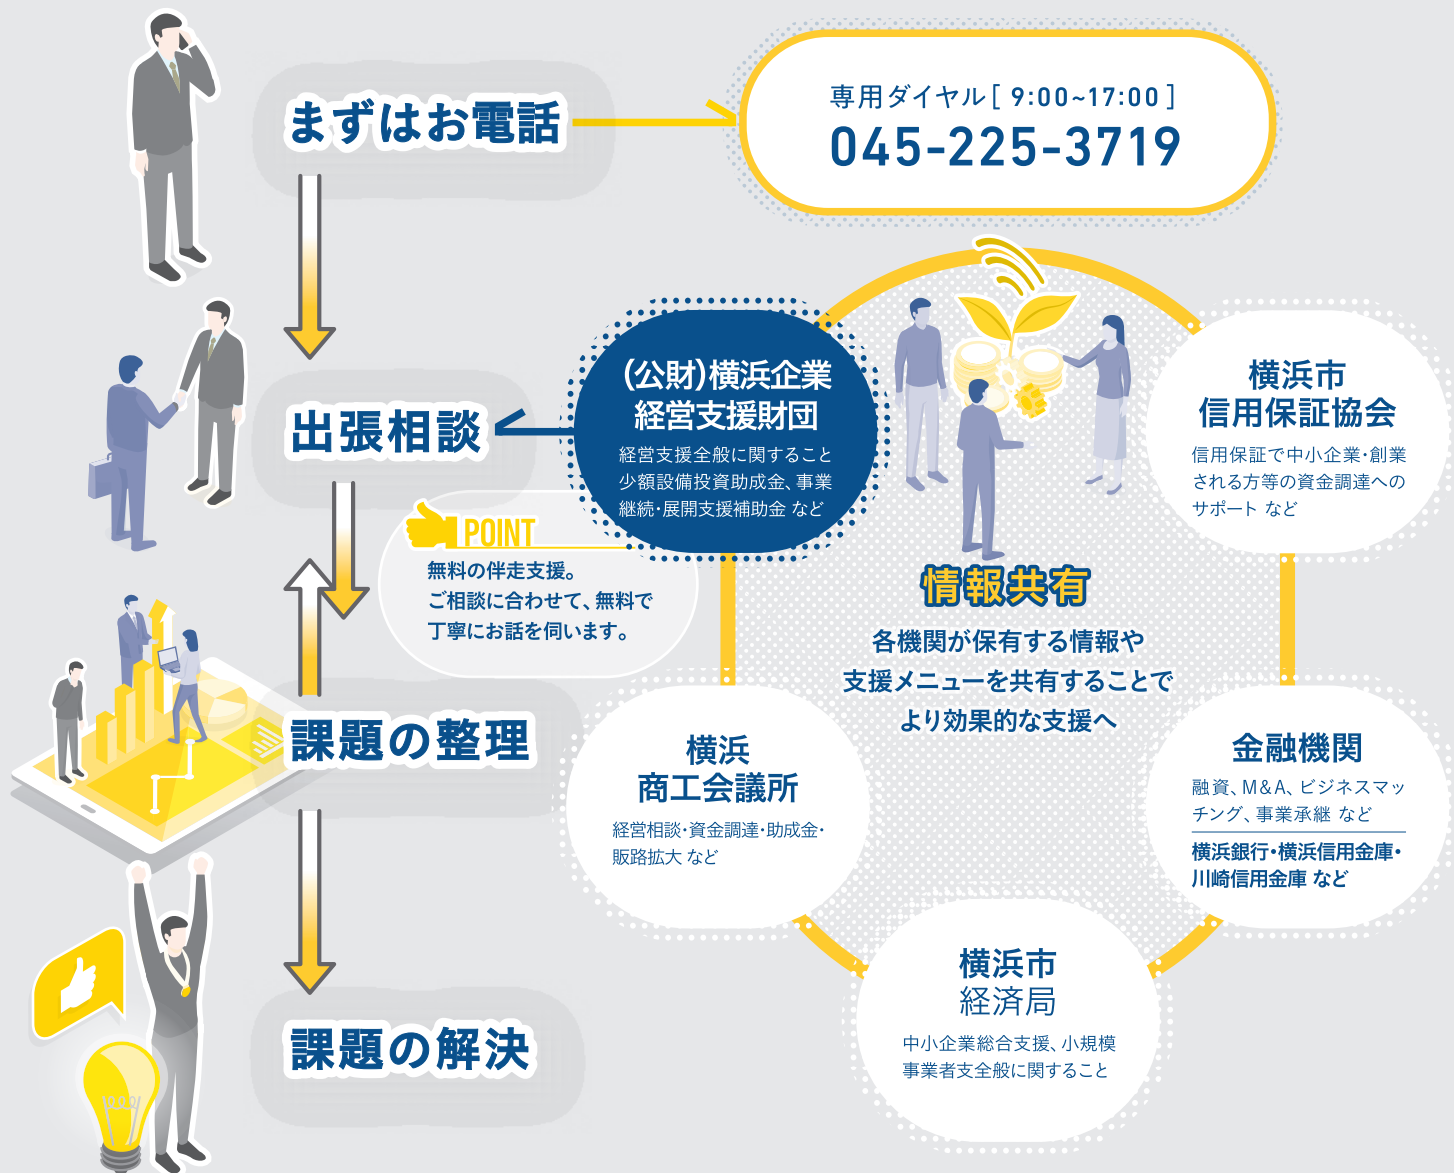 まずはお電話
専用ダイヤル[ 9:00~17:00 ]
045-225-3719
出張相談
POINT
無料の伴走支援。
ご相談に合わせて、無料で
丁寧にお話を伺います。
課題の整理
課題の解決
(公財)横浜企業
経営支援財団
経営支援全般に関すること
少額設備投資助成金、事業
継続・展開支援補助金 など
横浜市
信用保証協会
信用保証で中小企業・創業
される方等の資金調達への
サポート など
情報共有
各機関が保有する情報や
支援メニューを共有することで
より効果的な支援へ
横浜
商工会議所
経営相談・資金調達・助成金・
販路拡大 など
金融機関
融資、M&A、ビジネスマッ
チング、事業承継 など
横浜銀行・横浜信用金庫・
川崎信用金庫 など
横浜市
経済局
中小企業総合支援、小規模
事業者支全般に関すること